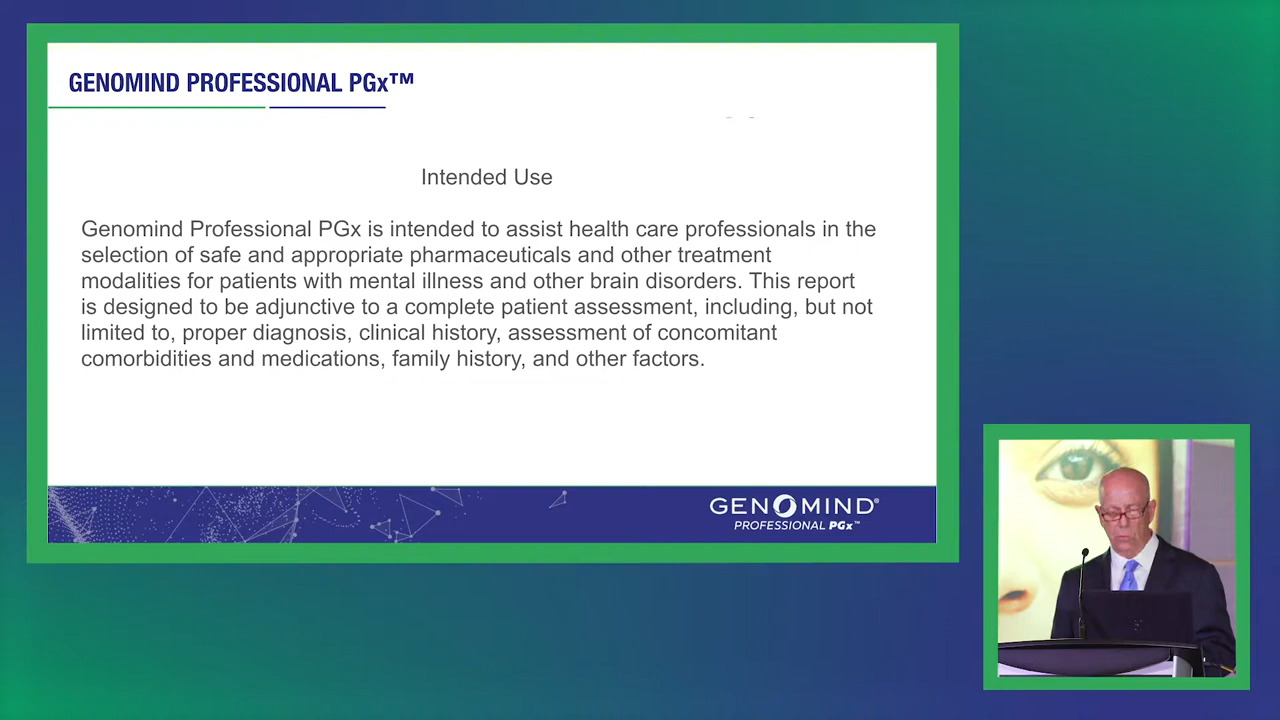 GENOMIND PROFESSIONAL PGx™
Intended Use
Genomind Professional PGx is intended to assist health care professionals in the
selection of safe and appropriate pharmaceuticals and other treatment
modalities for patients with mental illness and other brain disorders. This report
is designed to be adjunctive to a complete patient assessment, including, but not
limited to, proper diagnosis, clinical history, assessment of concomitant
comorbidities and medications, family history, and other factors.
GENOMIND®
PROFESSIONAL PGx™